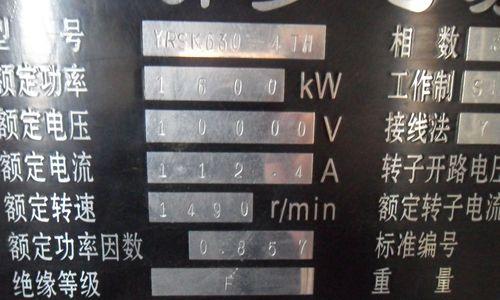 型 号 YRSK630-4TH 相 数
额定功率 1600 kW 工作制 S
额定电压 10000 V 接线法 Y
额定电流 112.4 A 转子开路电压
额定转速 1490 r/min 额定转子电流
额定功率因数 0.857 标准编号
绝缘等级 F 重 量